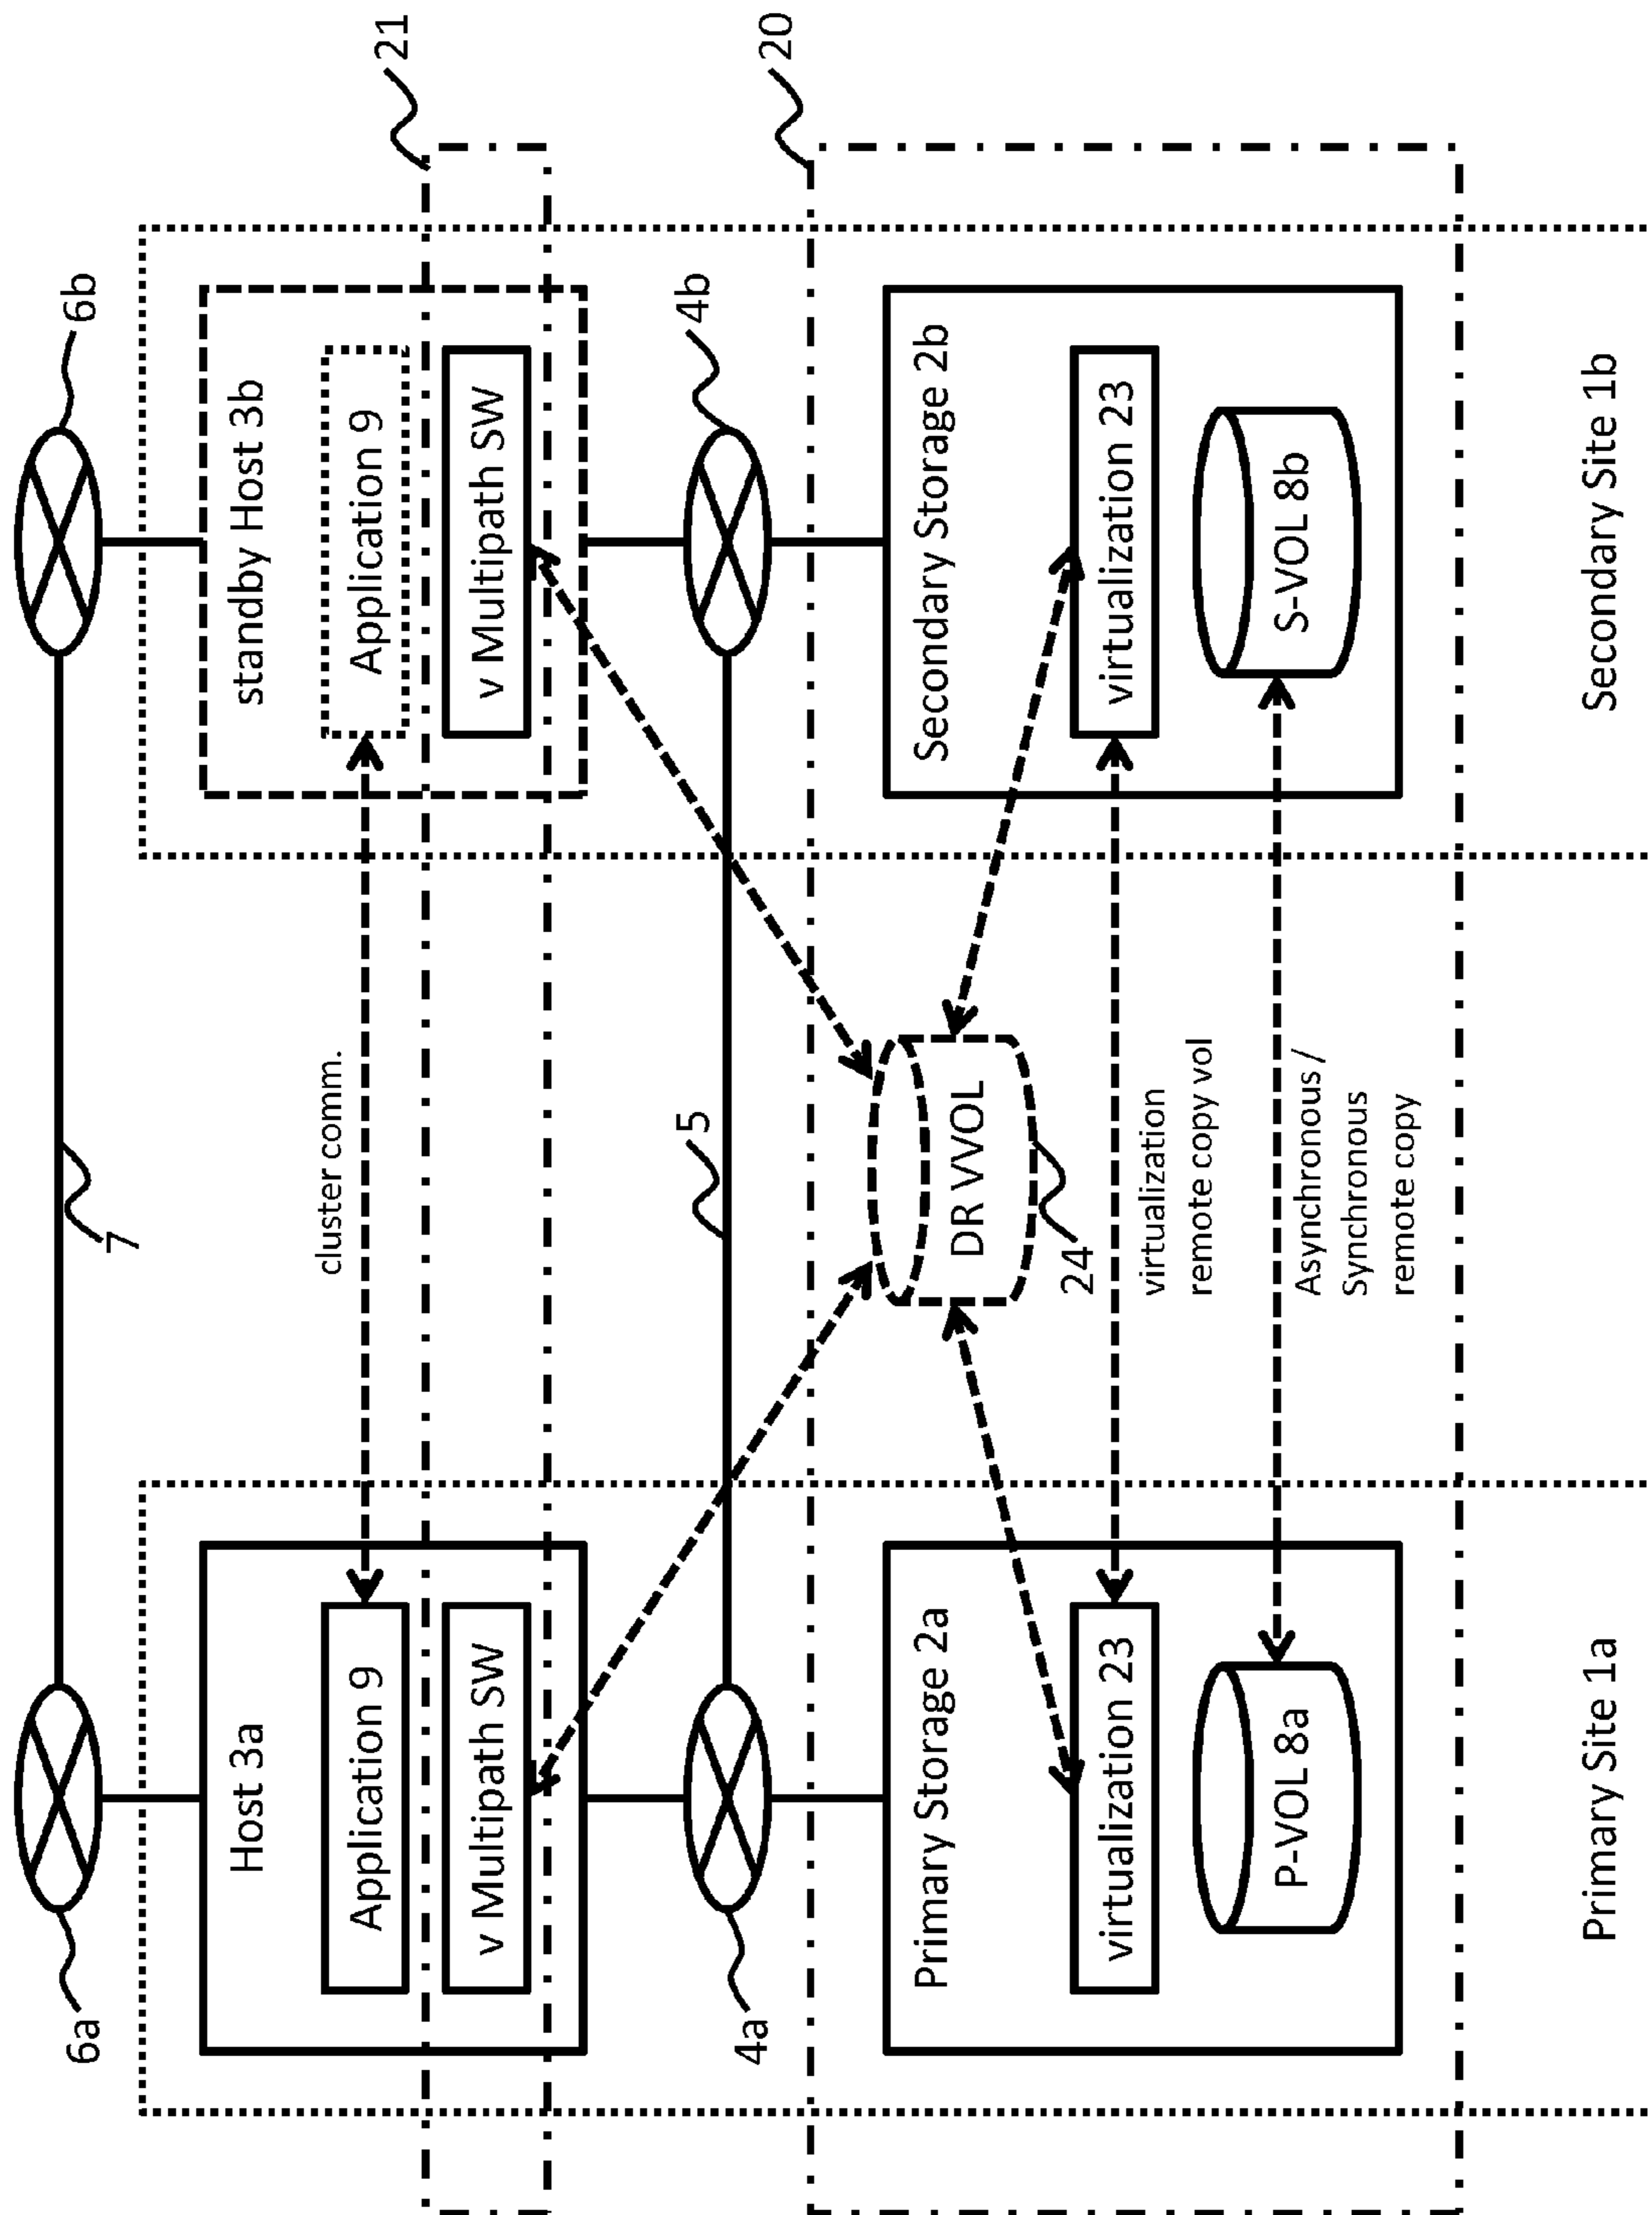 6a
7
6b
Host 3a
Application 9
v Multipath SW
cluster comm.
standby Host 3b
Application 9
v Multipath SW
21
4a
5
4b
20
Primary Storage 2a
virtualization 23
P-VOL 8a
DR VVOL
24
virtualization
remote copy vol
Asynchronous /
Synchronous
remote copy
Secondary Storage 2b
virtualization 23
S-VOL 8b
Primary Site 1a
Secondary Site 1b